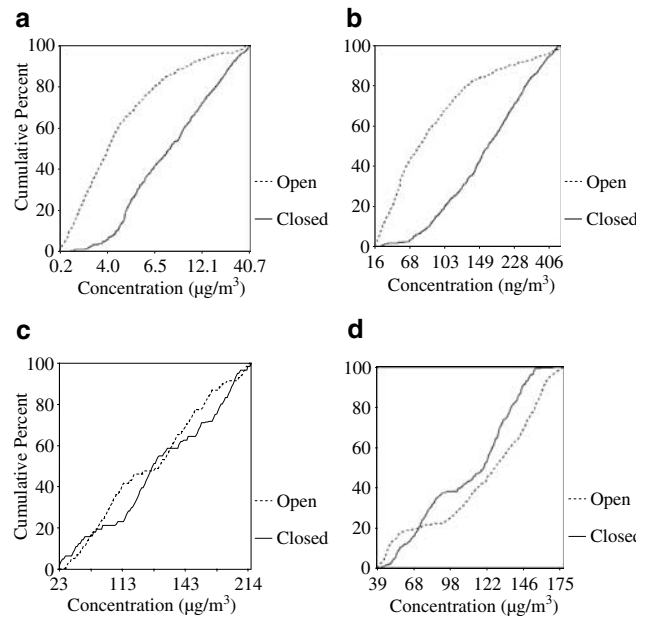 a
100
80
60
40
20
0
Cumulative Percent
0.2 4.0 6.5 12.1 40.7
Concentration (µg/m³)
Open
Closed
b
100
80
60
40
20
0
16 68 103 149 228 406
Concentration (ng/m³)
Open
Closed
c
100
80
60
40
20
0
Cumulative Percent
23 113 143 214
Concentration (µg/m³)
Open
Closed
d
100
80
60
40
20
0
39 68 98 122 146 175
Concentration (µg/m³)
Open
Closed